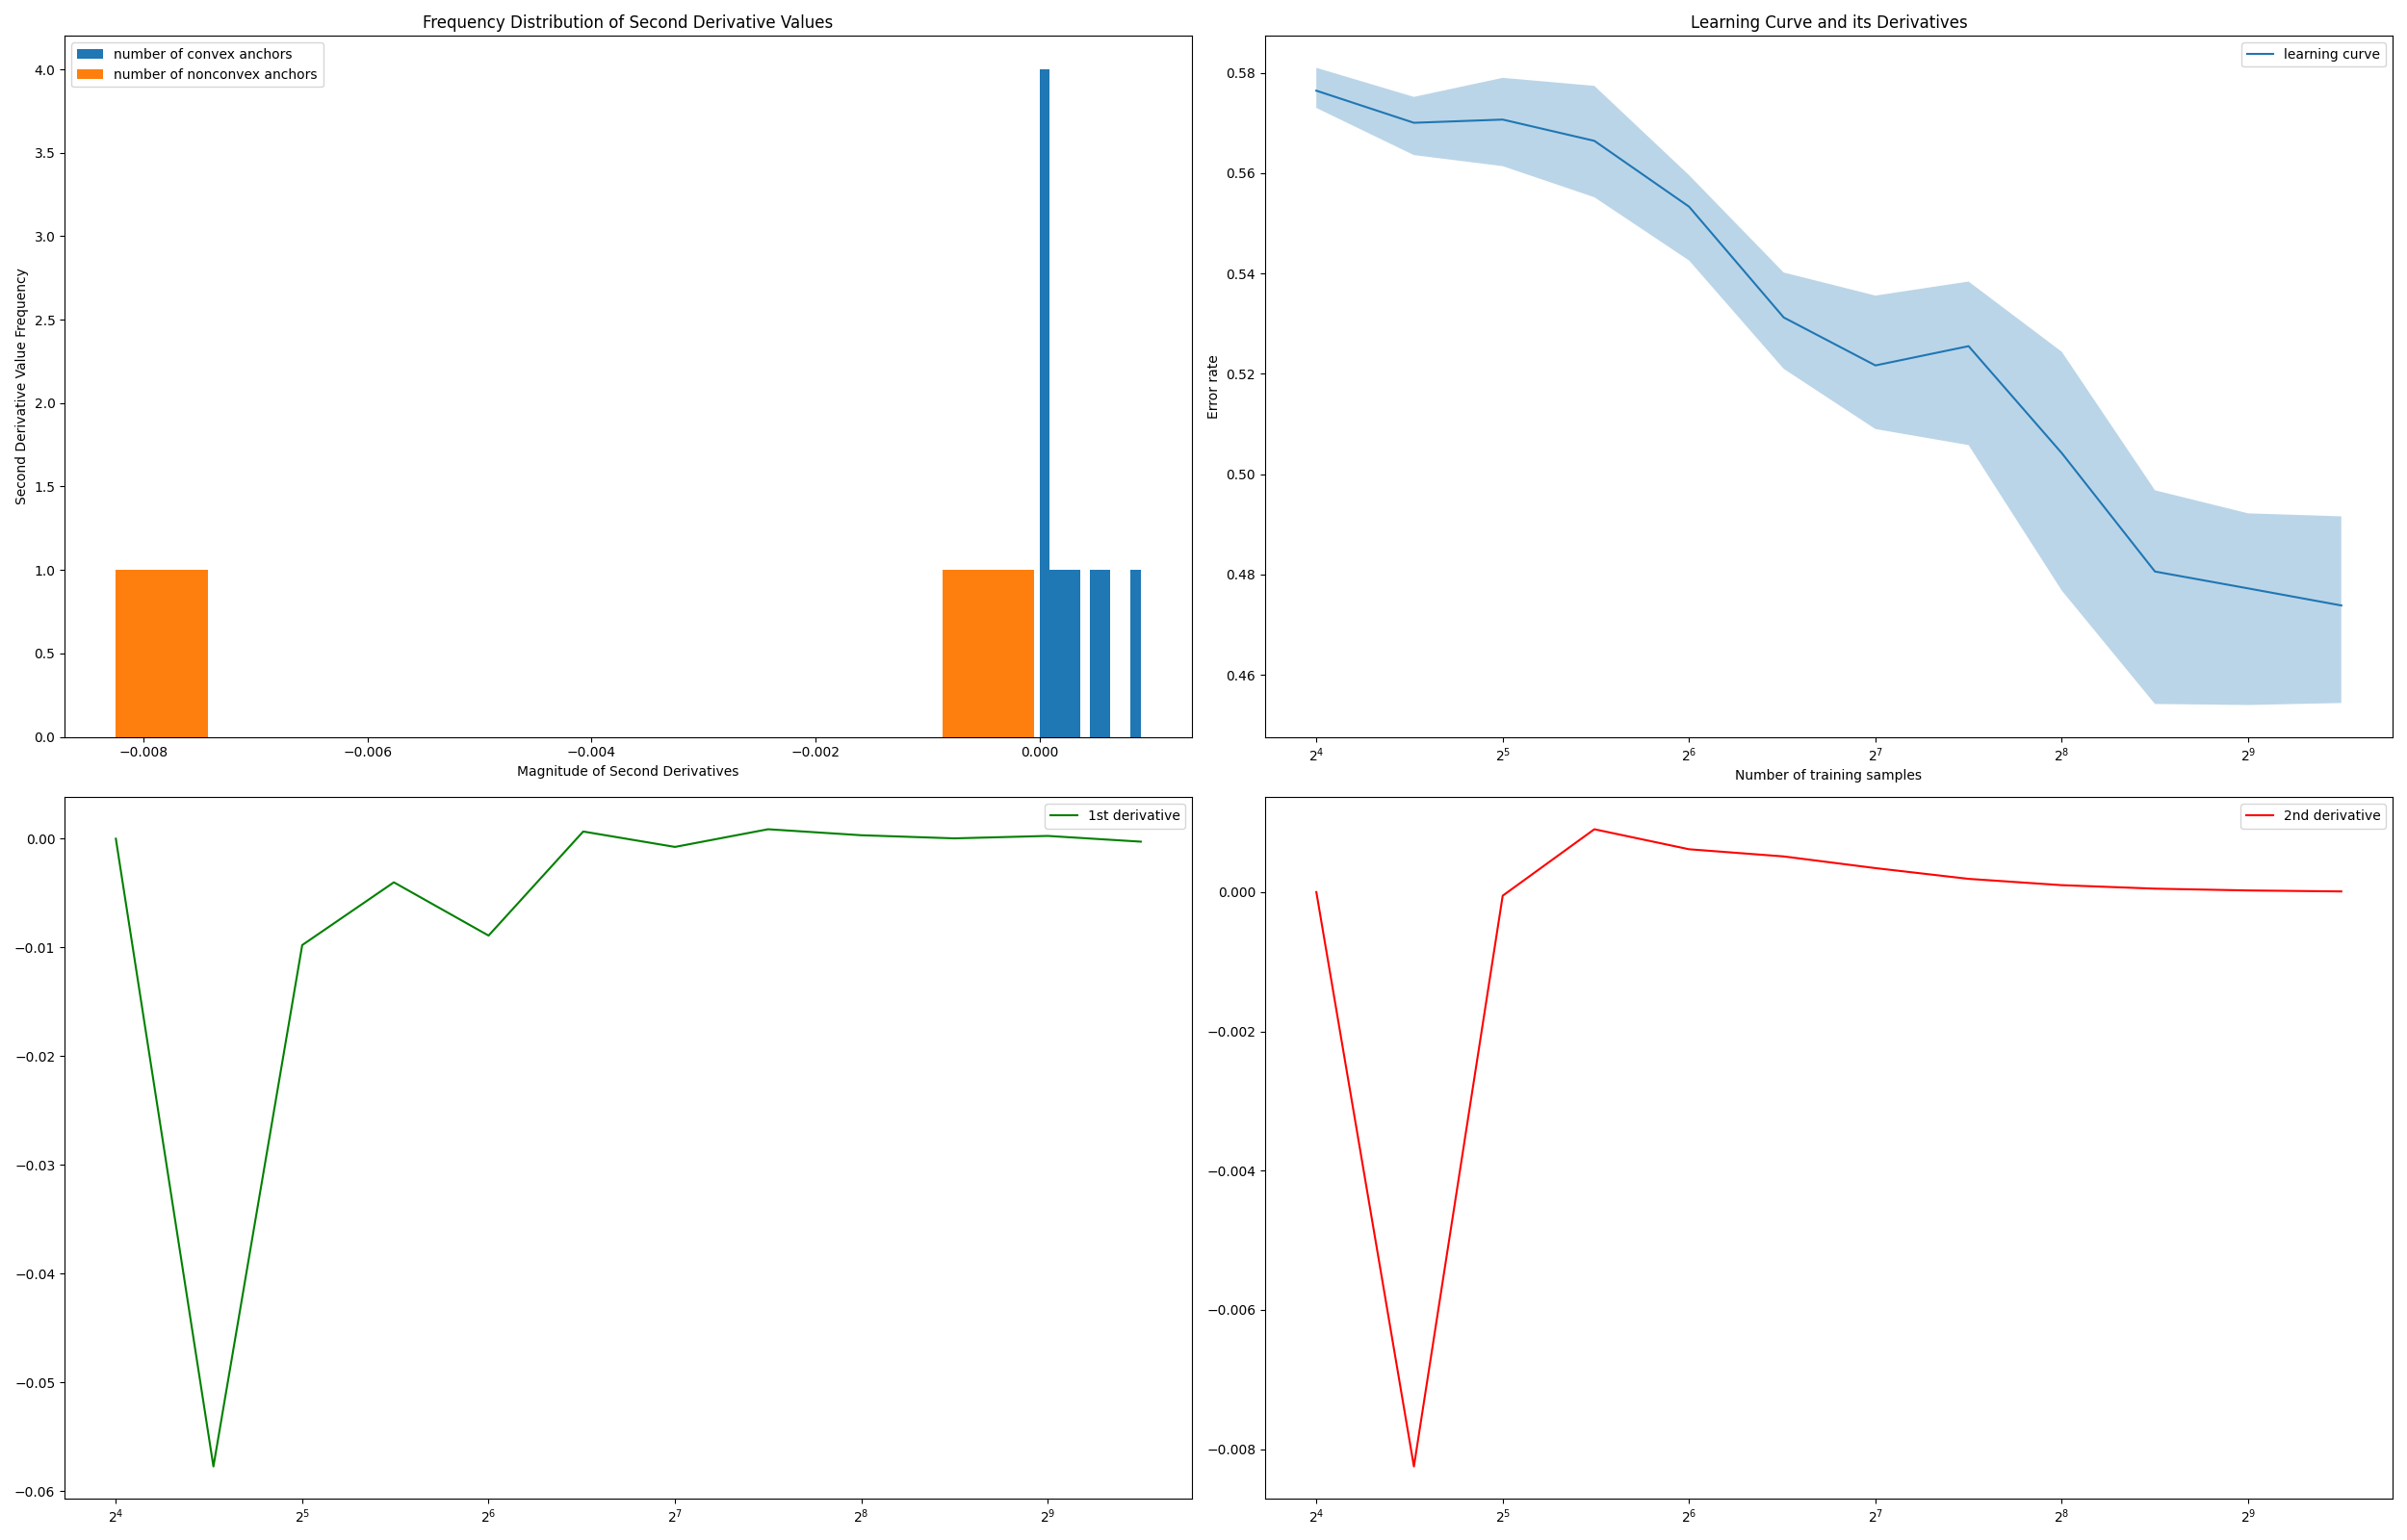 Frequency Distribution of Second Derivative Values
number of convex anchors
number of nonconvex anchors
4.0
3.5
3.0
2.5
2.0
1.5
1.0
0.5
0.0
Second Derivative Value Frequency
−0.008 −0.006 −0.004 −0.002 0.000
Magnitude of Second Derivatives
Learning Curve and its Derivatives
learning curve
0.58
0.56
0.54
0.52
0.50
0.48
0.46
Error rate
2⁴ 2⁵ 2⁶ 2⁷ 2⁸ 2⁹
Number of training samples
1st derivative
0.00
−0.01
−0.02
−0.03
−0.04
−0.05
−0.06
2⁴ 2⁵ 2⁶ 2⁷ 2⁸ 2⁹
2nd derivative
0.000
−0.002
−0.004
−0.006
−0.008
2⁴ 2⁵ 2⁶ 2⁷ 2⁸ 2⁹